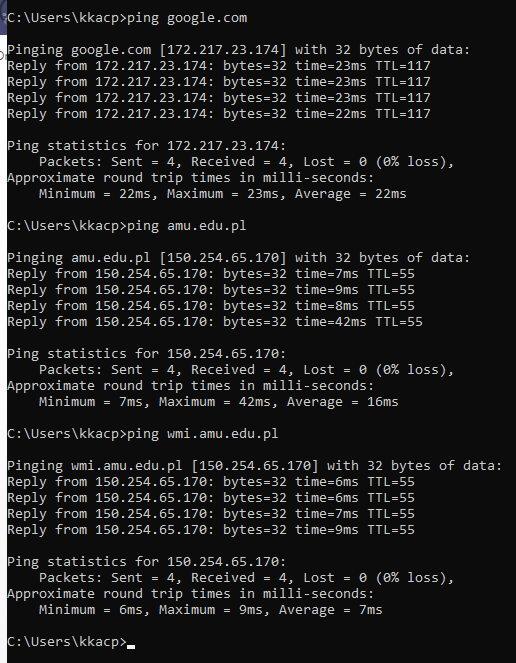 C:\Users\kkacp>ping google.com
Pinging google.com [172.217.23.174] with 32 bytes of data:
Reply from 172.217.23.174: bytes=32 time=23ms TTL=117
Reply from 172.217.23.174: bytes=32 time=23ms TTL=117
Reply from 172.217.23.174: bytes=32 time=23ms TTL=117
Reply from 172.217.23.174: bytes=32 time=22ms TTL=117
Ping statistics for 172.217.23.174:
    Packets: Sent = 4, Received = 4, Lost = 0 (0% loss),
Approximate round trip times in milli-seconds:
    Minimum = 22ms, Maximum = 23ms, Average = 22ms
C:\Users\kkacp>ping amu.edu.pl
Pinging amu.edu.pl [150.254.65.170] with 32 bytes of data:
Reply from 150.254.65.170: bytes=32 time=7ms TTL=55
Reply from 150.254.65.170: bytes=32 time=9ms TTL=55
Reply from 150.254.65.170: bytes=32 time=8ms TTL=55
Reply from 150.254.65.170: bytes=32 time=42ms TTL=55
Ping statistics for 150.254.65.170:
    Packets: Sent = 4, Received = 4, Lost = 0 (0% loss),
Approximate round trip times in milli-seconds:
    Minimum = 7ms, Maximum = 42ms, Average = 16ms
C:\Users\kkacp>ping wmi.amu.edu.pl
Pinging wmi.amu.edu.pl [150.254.65.170] with 32 bytes of data:
Reply from 150.254.65.170: bytes=32 time=6ms TTL=55
Reply from 150.254.65.170: bytes=32 time=6ms TTL=55
Reply from 150.254.65.170: bytes=32 time=7ms TTL=55
Reply from 150.254.65.170: bytes=32 time=9ms TTL=55
Ping statistics for 150.254.65.170:
    Packets: Sent = 4, Received = 4, Lost = 0 (0% loss),
Approximate round trip times in milli-seconds:
    Minimum = 6ms, Maximum = 9ms, Average = 7ms
C:\Users\kkacp>